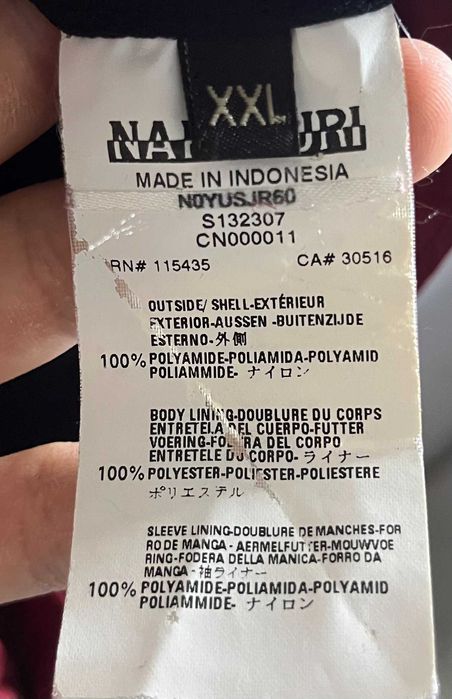 XXL
MADE IN INDONESIA
N0YUSJR60
S132307
CN000011
RN# 115435 CA# 30516
OUTSIDE/ SHELL-EXTÉRIEUR
EXTERIOR-AUSSEN -BUITENZIJDE
ESTERNO-外側
100% POLYAMIDE-POLIAMIDA-POLYAMID
POLIAMMIDE- ナイロン
BODY LINING-DOUBLURE DU CORPS
ENTRETELA DEL CUERPO-FUTTER
VOERING-FODERA DEL CORPO
ENTRETELE DO CORPO- ライナー
100% POLYESTER-POLIESTER-POLIESTERE
ポリエステル
SLEEVE LINING-DOUBLURE DE MANCHES-FOR
RO DE MANGA - AERMELFUTTER-MOUWVOE
RING-FODERA DELLA MANICA-FORRO DA
MANGA -袖ライナー
100% POLYAMIDE-POLIAMIDA-POLYAMID
POLIAMMIDE- ナイロン